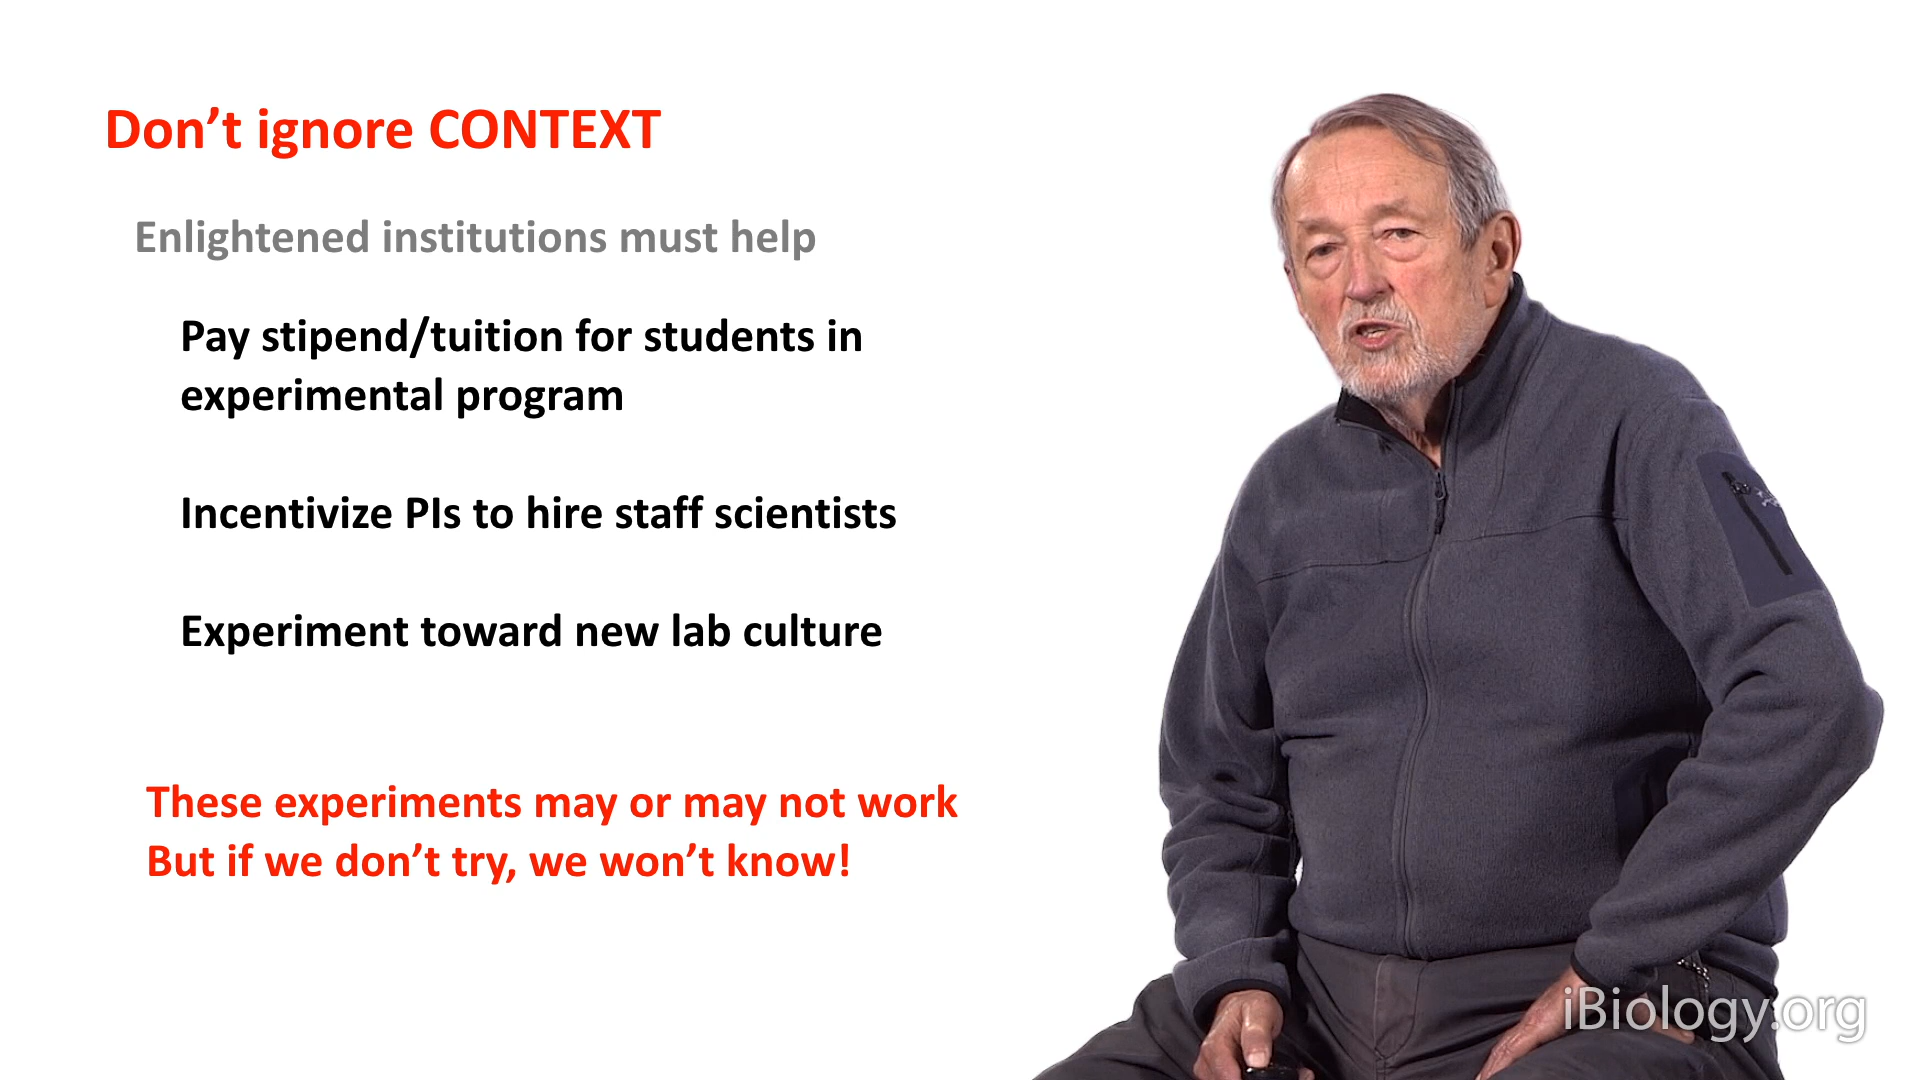 Don’t ignore CONTEXT
Enlightened institutions must help
Pay stipend/tuition for students in
experimental program
Incentivize PIs to hire staff scientists
Experiment toward new lab culture
These experiments may or may not work
But if we don’t try, we won’t know!
iBiology.org